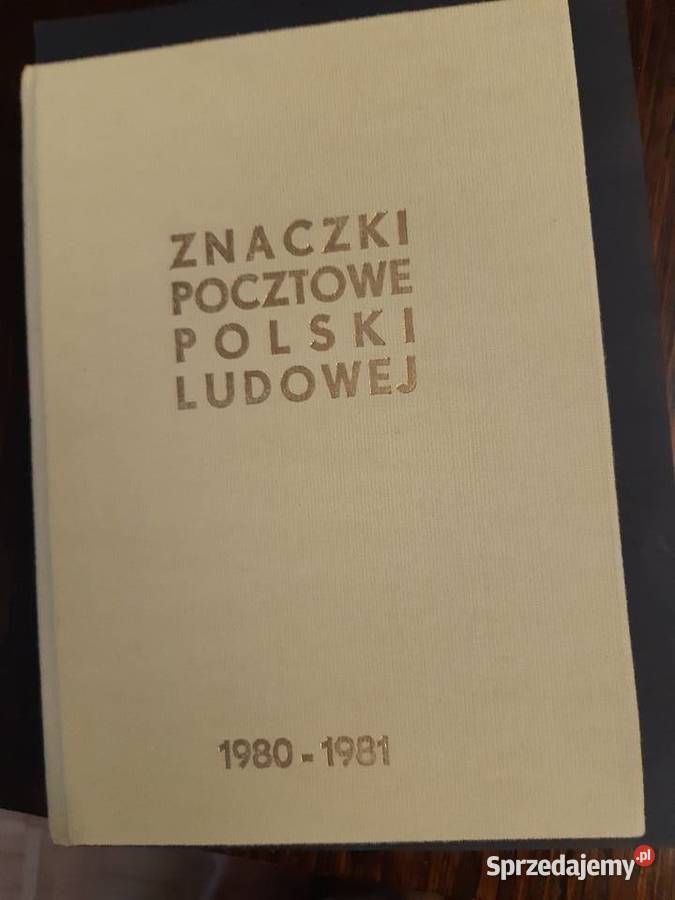 ZNACZKI
POCZTOWE
POLSKI
LUDOWEJ
1980-1981
Sprzedajemy.pl